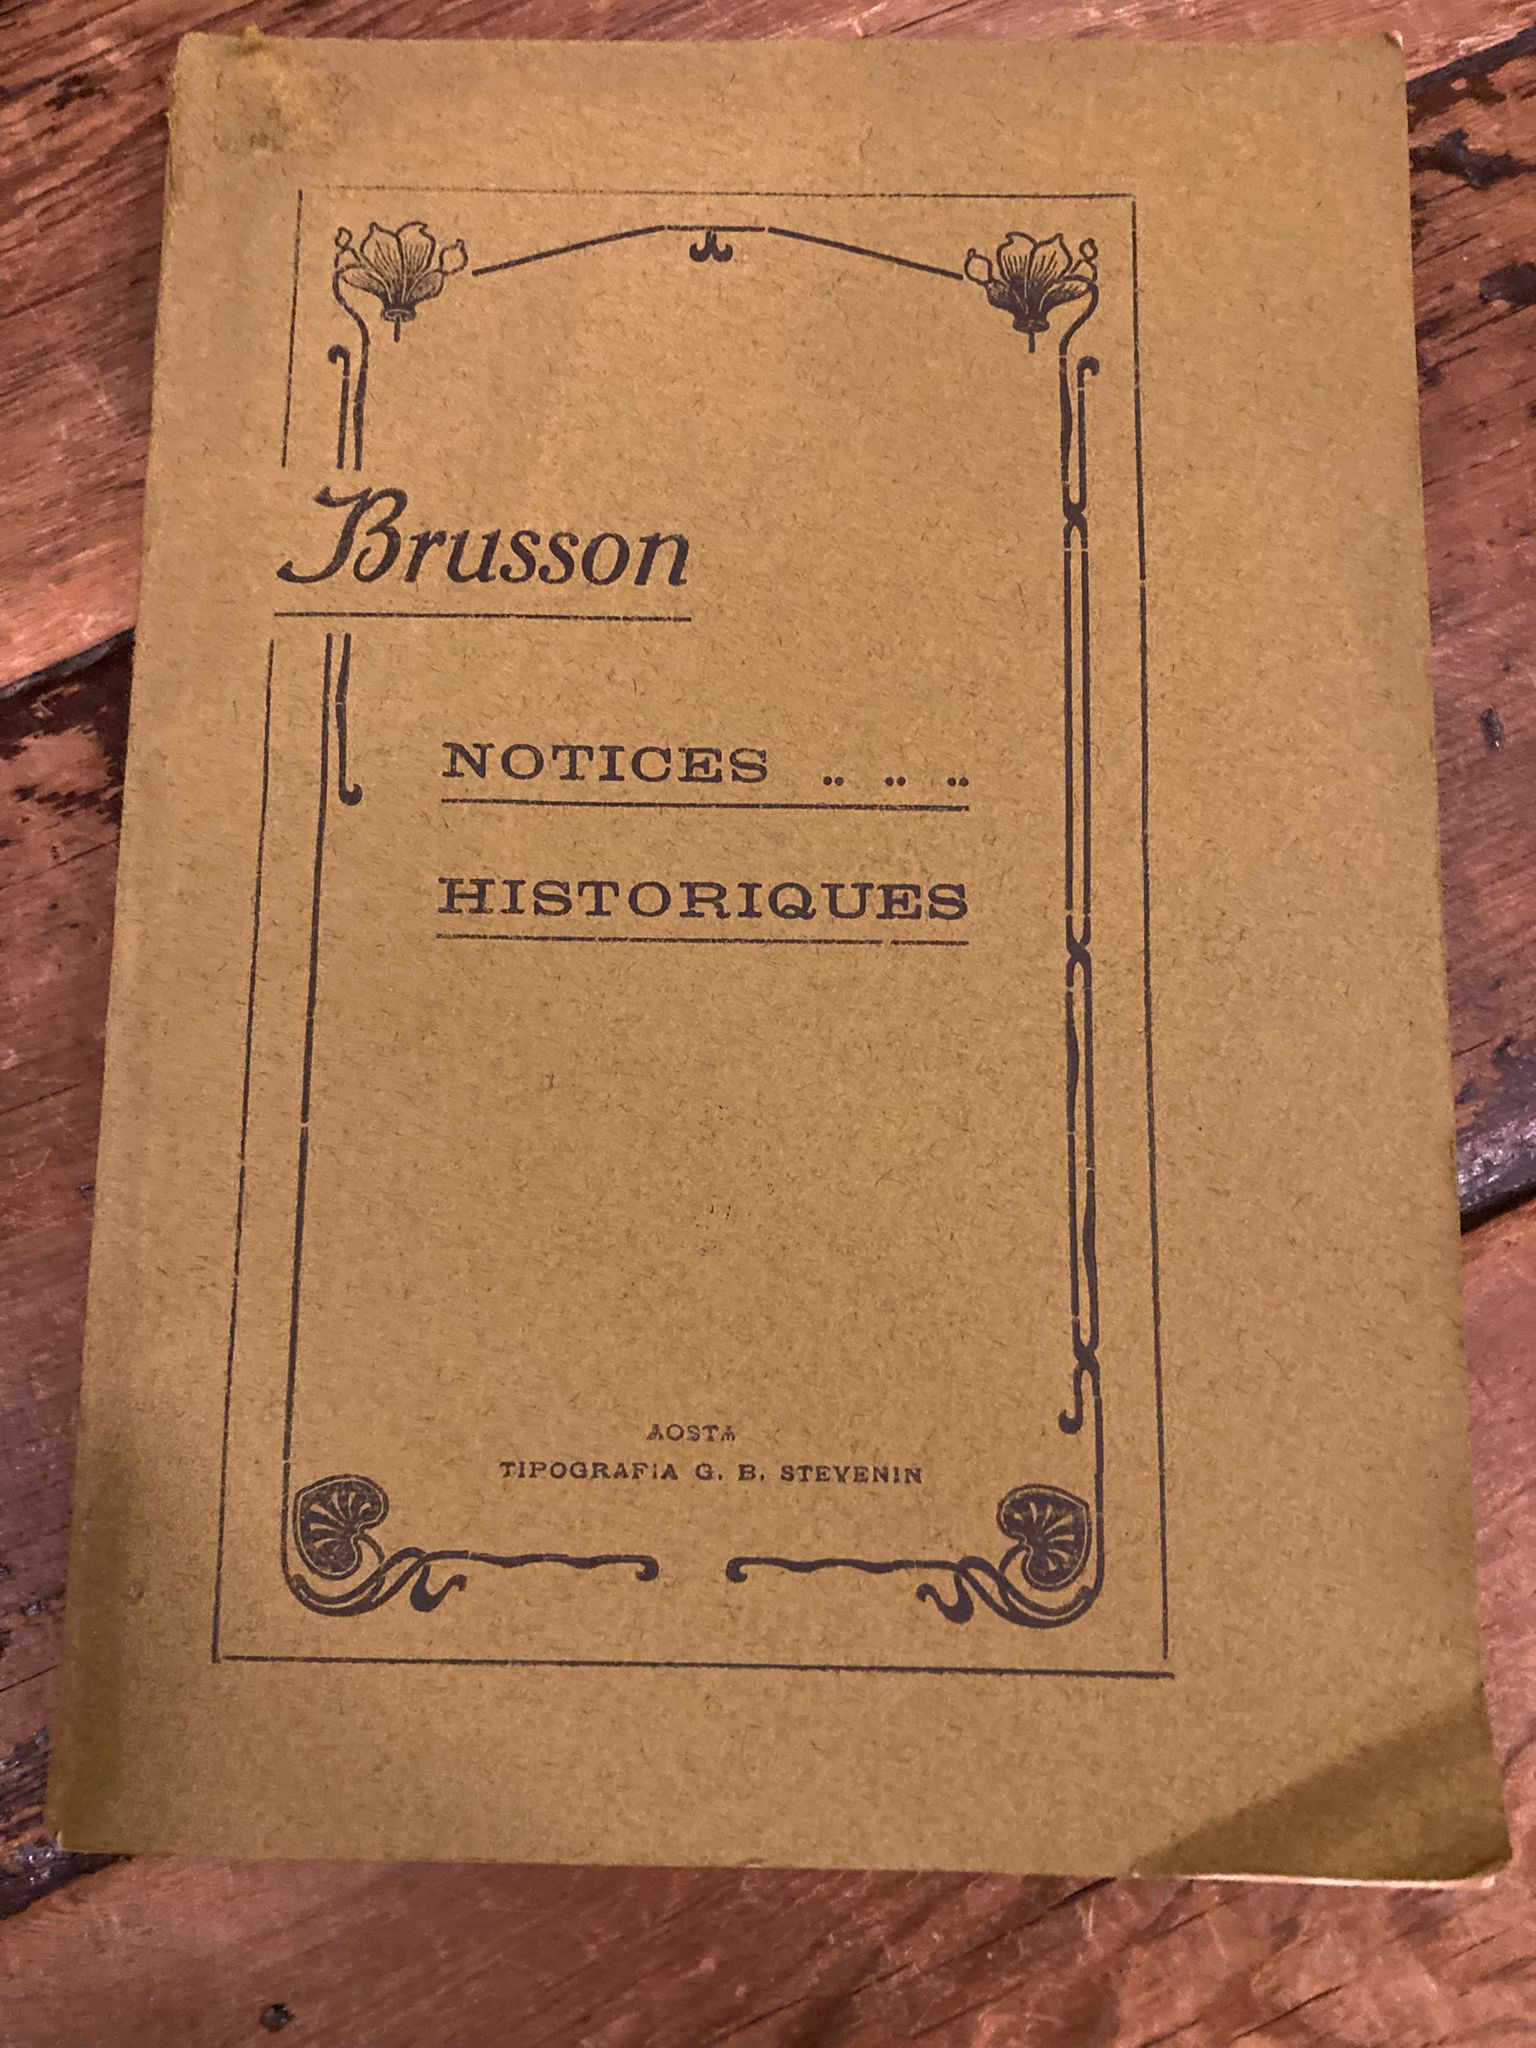 Brusson
NOTICES .. .. ..
HISTORIQUES
AOSTA
TIPOGRAFIA G. B. STEVENIN